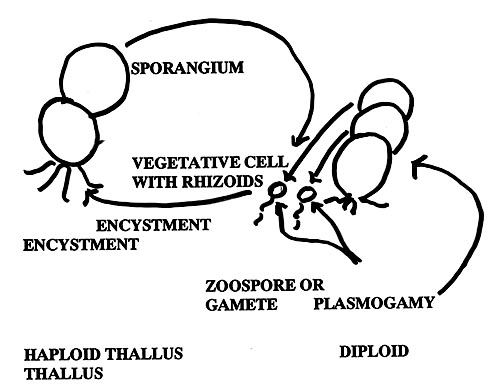 SPORANGIUM
VEGETATIVE CELL
WITH RHIZOIDS
ENCYSTMENT
ENCYSTMENT
ZOOSPORE OR
GAMETE
PLASMOGAMY
HAPLOID THALLUS
DIPLOID
THALLUS